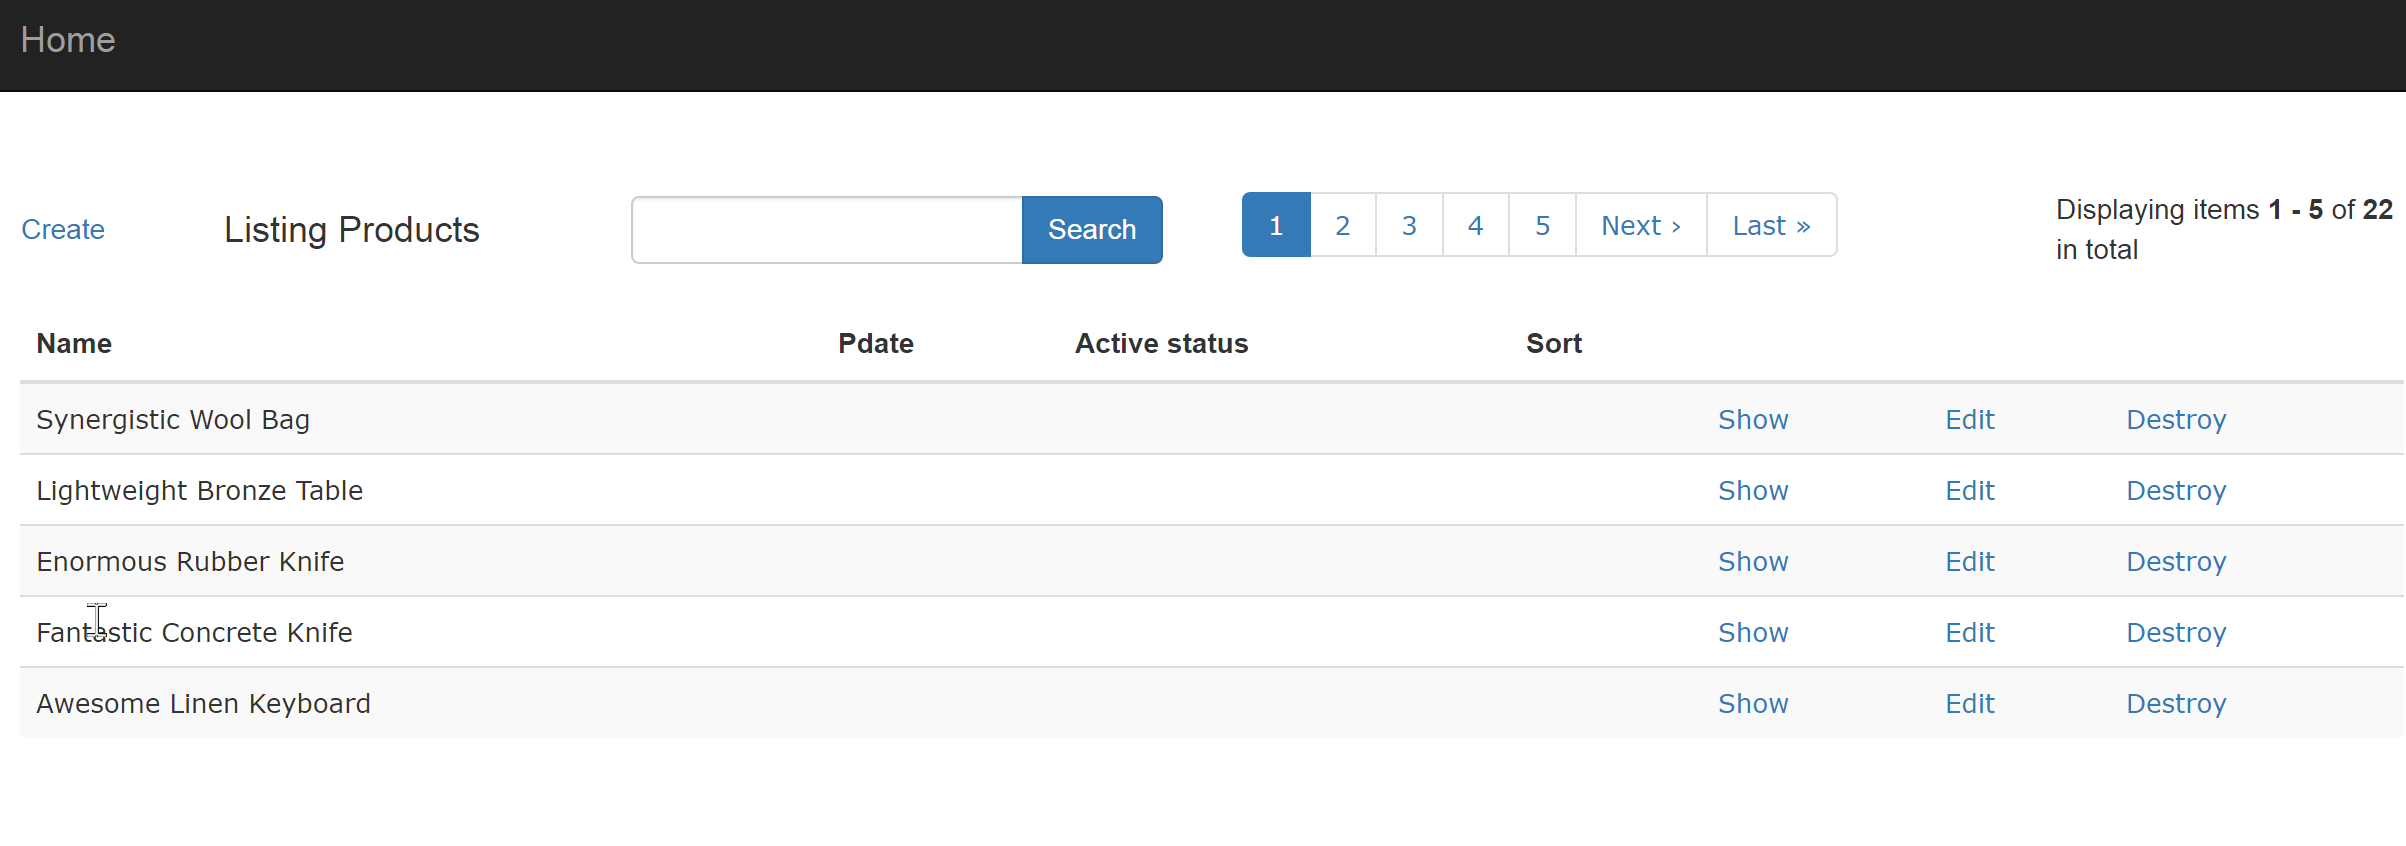 Home
Create Listing Products Search 1 2 3 4 5 Next › Last » Displaying items 1 - 5 of 22
in total
Name Pdate Active status Sort
Synergistic Wool Bag Show Edit Destroy
Lightweight Bronze Table Show Edit Destroy
Enormous Rubber Knife Show Edit Destroy
Fantastic Concrete Knife Show Edit Destroy
Awesome Linen Keyboard Show Edit Destroy